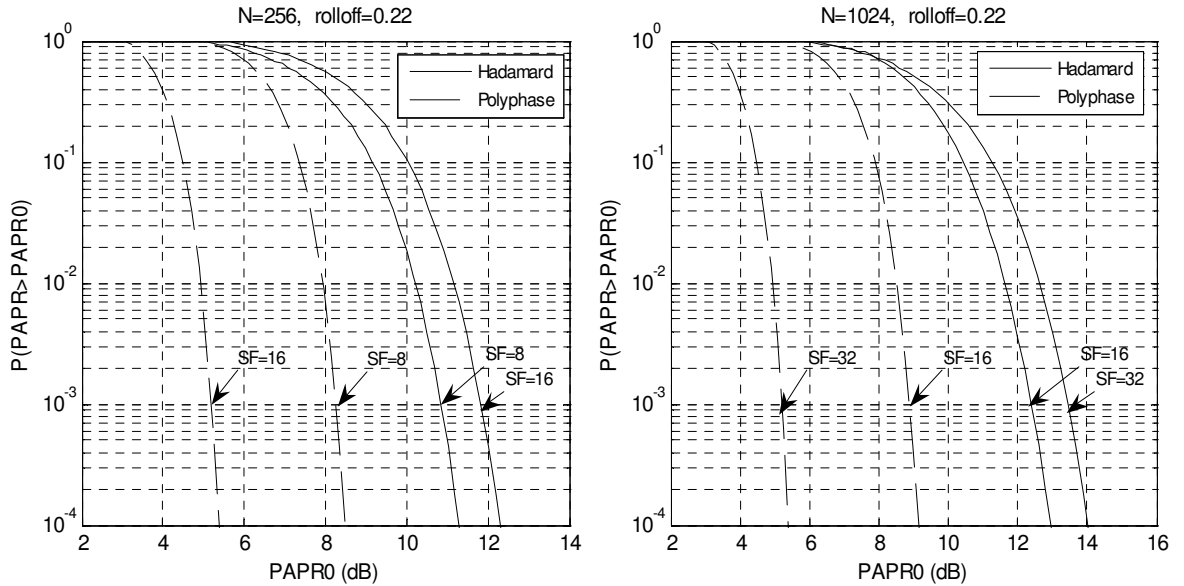 N=256,  rolloff=0.22
P(PAPR>PAPR0)
10^0
10^-1
10^-2
10^-3
10^-4
Hadamard
Polyphase
SF=16
SF=8
SF=8
SF=16
2 4 6 8 10 12 14
PAPR0 (dB)
N=1024,  rolloff=0.22
P(PAPR>PAPR0)
10^0
10^-1
10^-2
10^-3
10^-4
Hadamard
Polyphase
SF=32
SF=16
SF=16
SF=32
2 4 6 8 10 12 14 16
PAPR0 (dB)